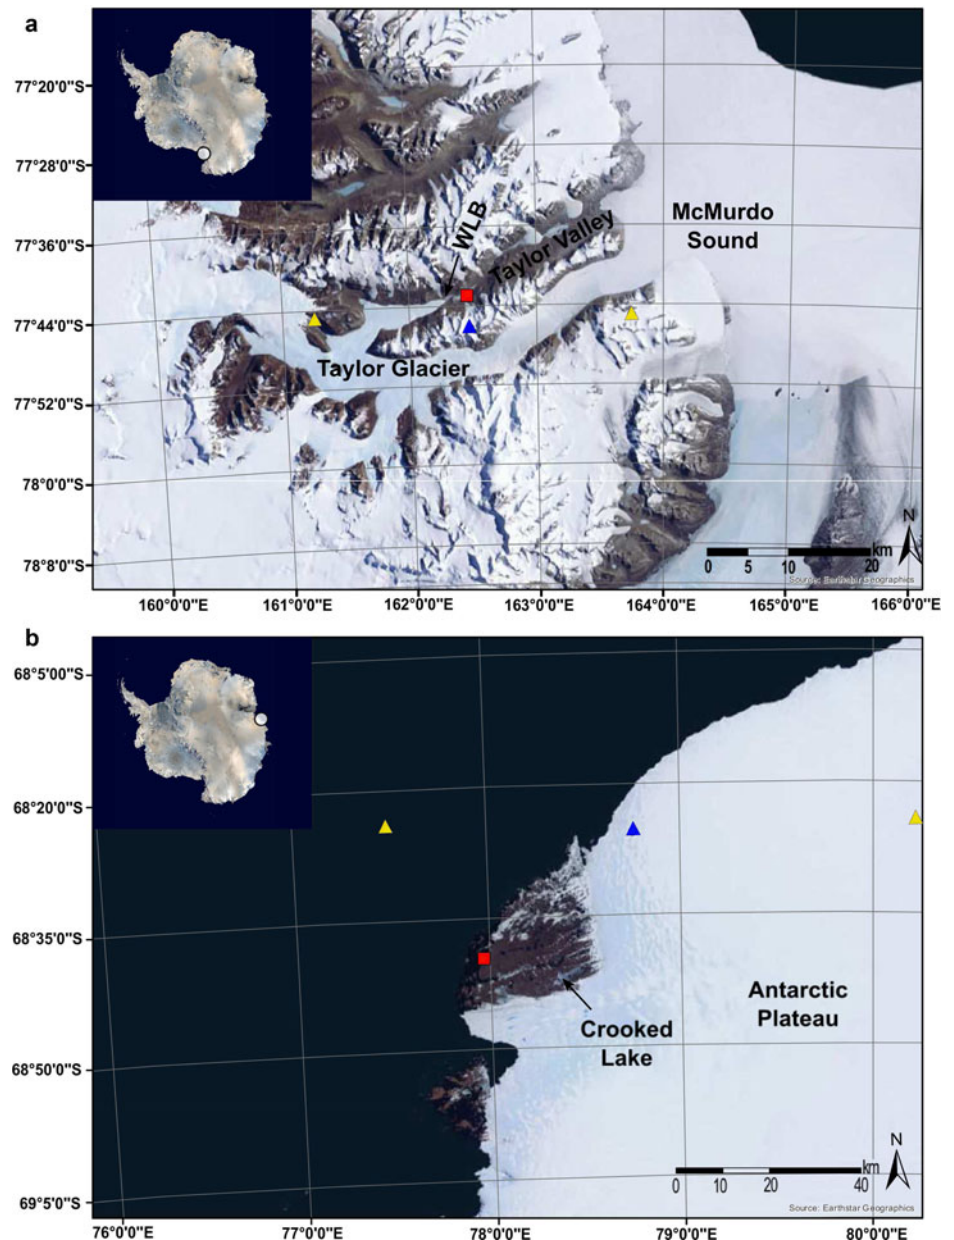 a
77°20'0"S
77°28'0"S
77°36'0"S
77°44'0"S
77°52'0"S
78°0'0"S
78°8'0"S
WLB
Taylor Valley
McMurdo
Sound
Taylor Glacier
N
km
0 5 10 20
Source: Earthstar Geographics
160°0'0"E 161°0'0"E 162°0'0"E 163°0'0"E 164°0'0"E 165°0'0"E 166°0'0"E
b
68°5'0"S
68°20'0"S
68°35'0"S
68°50'0"S
69°5'0"S
Antarctic
Plateau
Crooked
Lake
N
km
0 10 20 40
Source: Earthstar Geographics
76°0'0"E 77°0'0"E 78°0'0"E 79°0'0"E 80°0'0"E